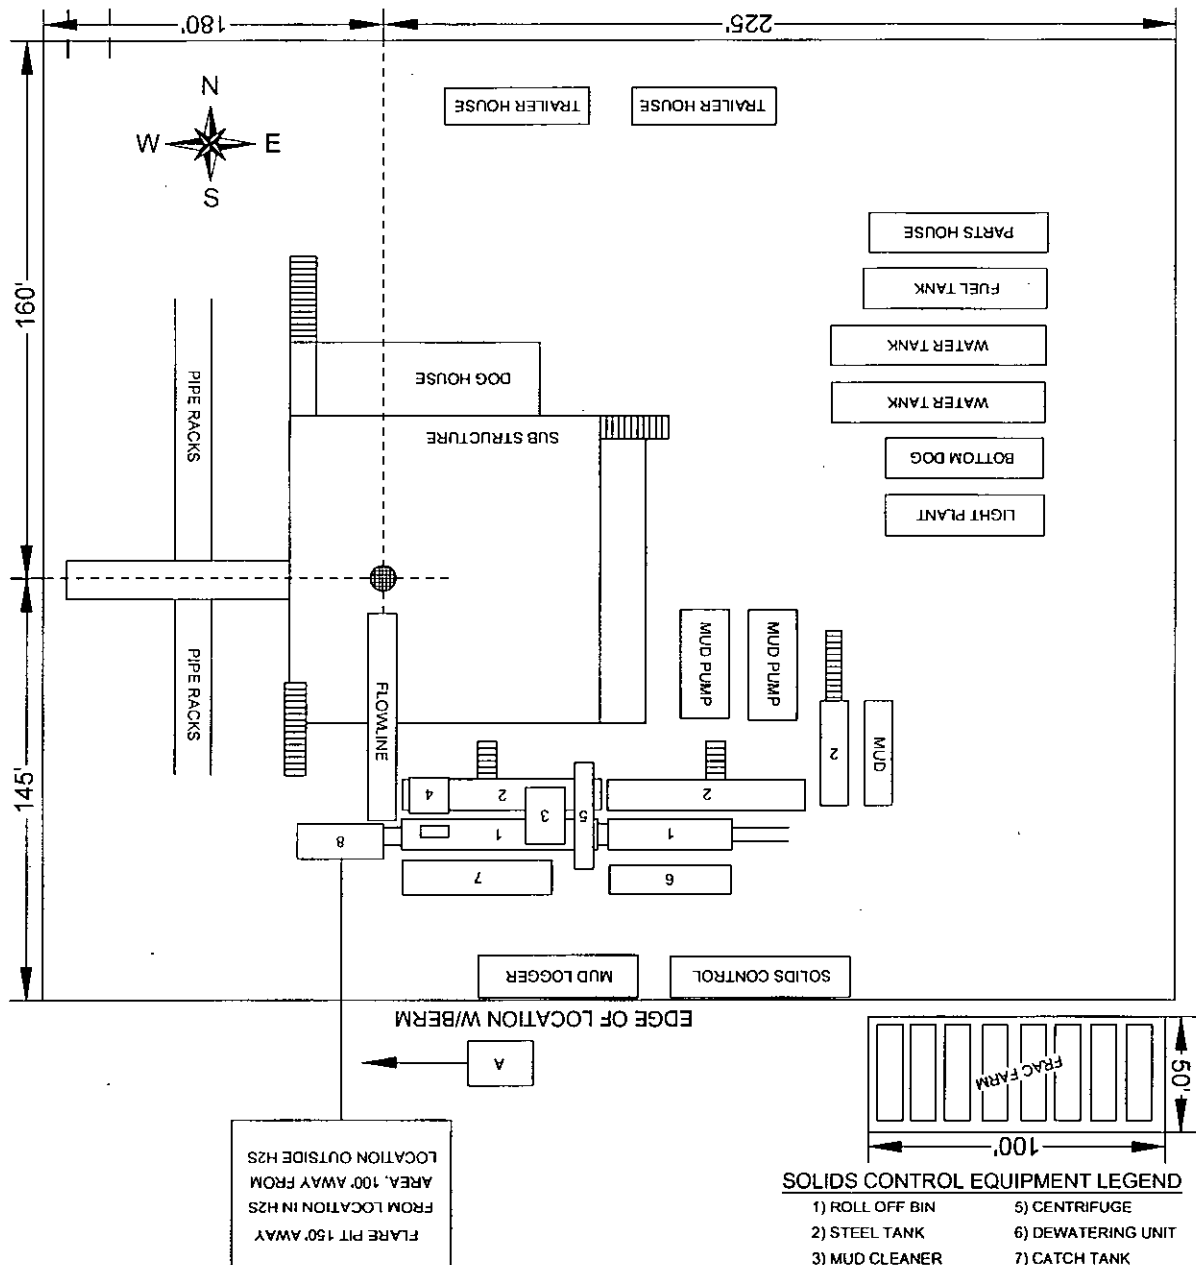 180'
225'
N
W
E
S
TRAILER HOUSE
TRAILER HOUSE
PARTS HOUSE
FUEL TANK
WATER TANK
WATER TANK
BOTTOM DOG
LIGHT PLANT
160'
PIPE RACKS
DOG HOUSE
SUB STRUCTURE
145'
PIPE RACKS
FLOWLINE
MUD PUMP
MUD PUMP
2
MUD
4
2
2
3
5
8
1
1
7
6
MUD LOGGER
SOLIDS CONTROL
EDGE OF LOCATION W/BERM
A
FRAC FARM
50'
100'
FLARE PIT 150' AWAY
FROM LOCATION IN H2S
AREA, 100' AWAY FROM
LOCATION OUTSIDE H2S
SOLIDS CONTROL EQUIPMENT LEGEND
1) ROLL OFF BIN
5) CENTRIFUGE
2) STEEL TANK
6) DEWATERING UNIT
3) MUD CLEANER
7) CATCH TANK